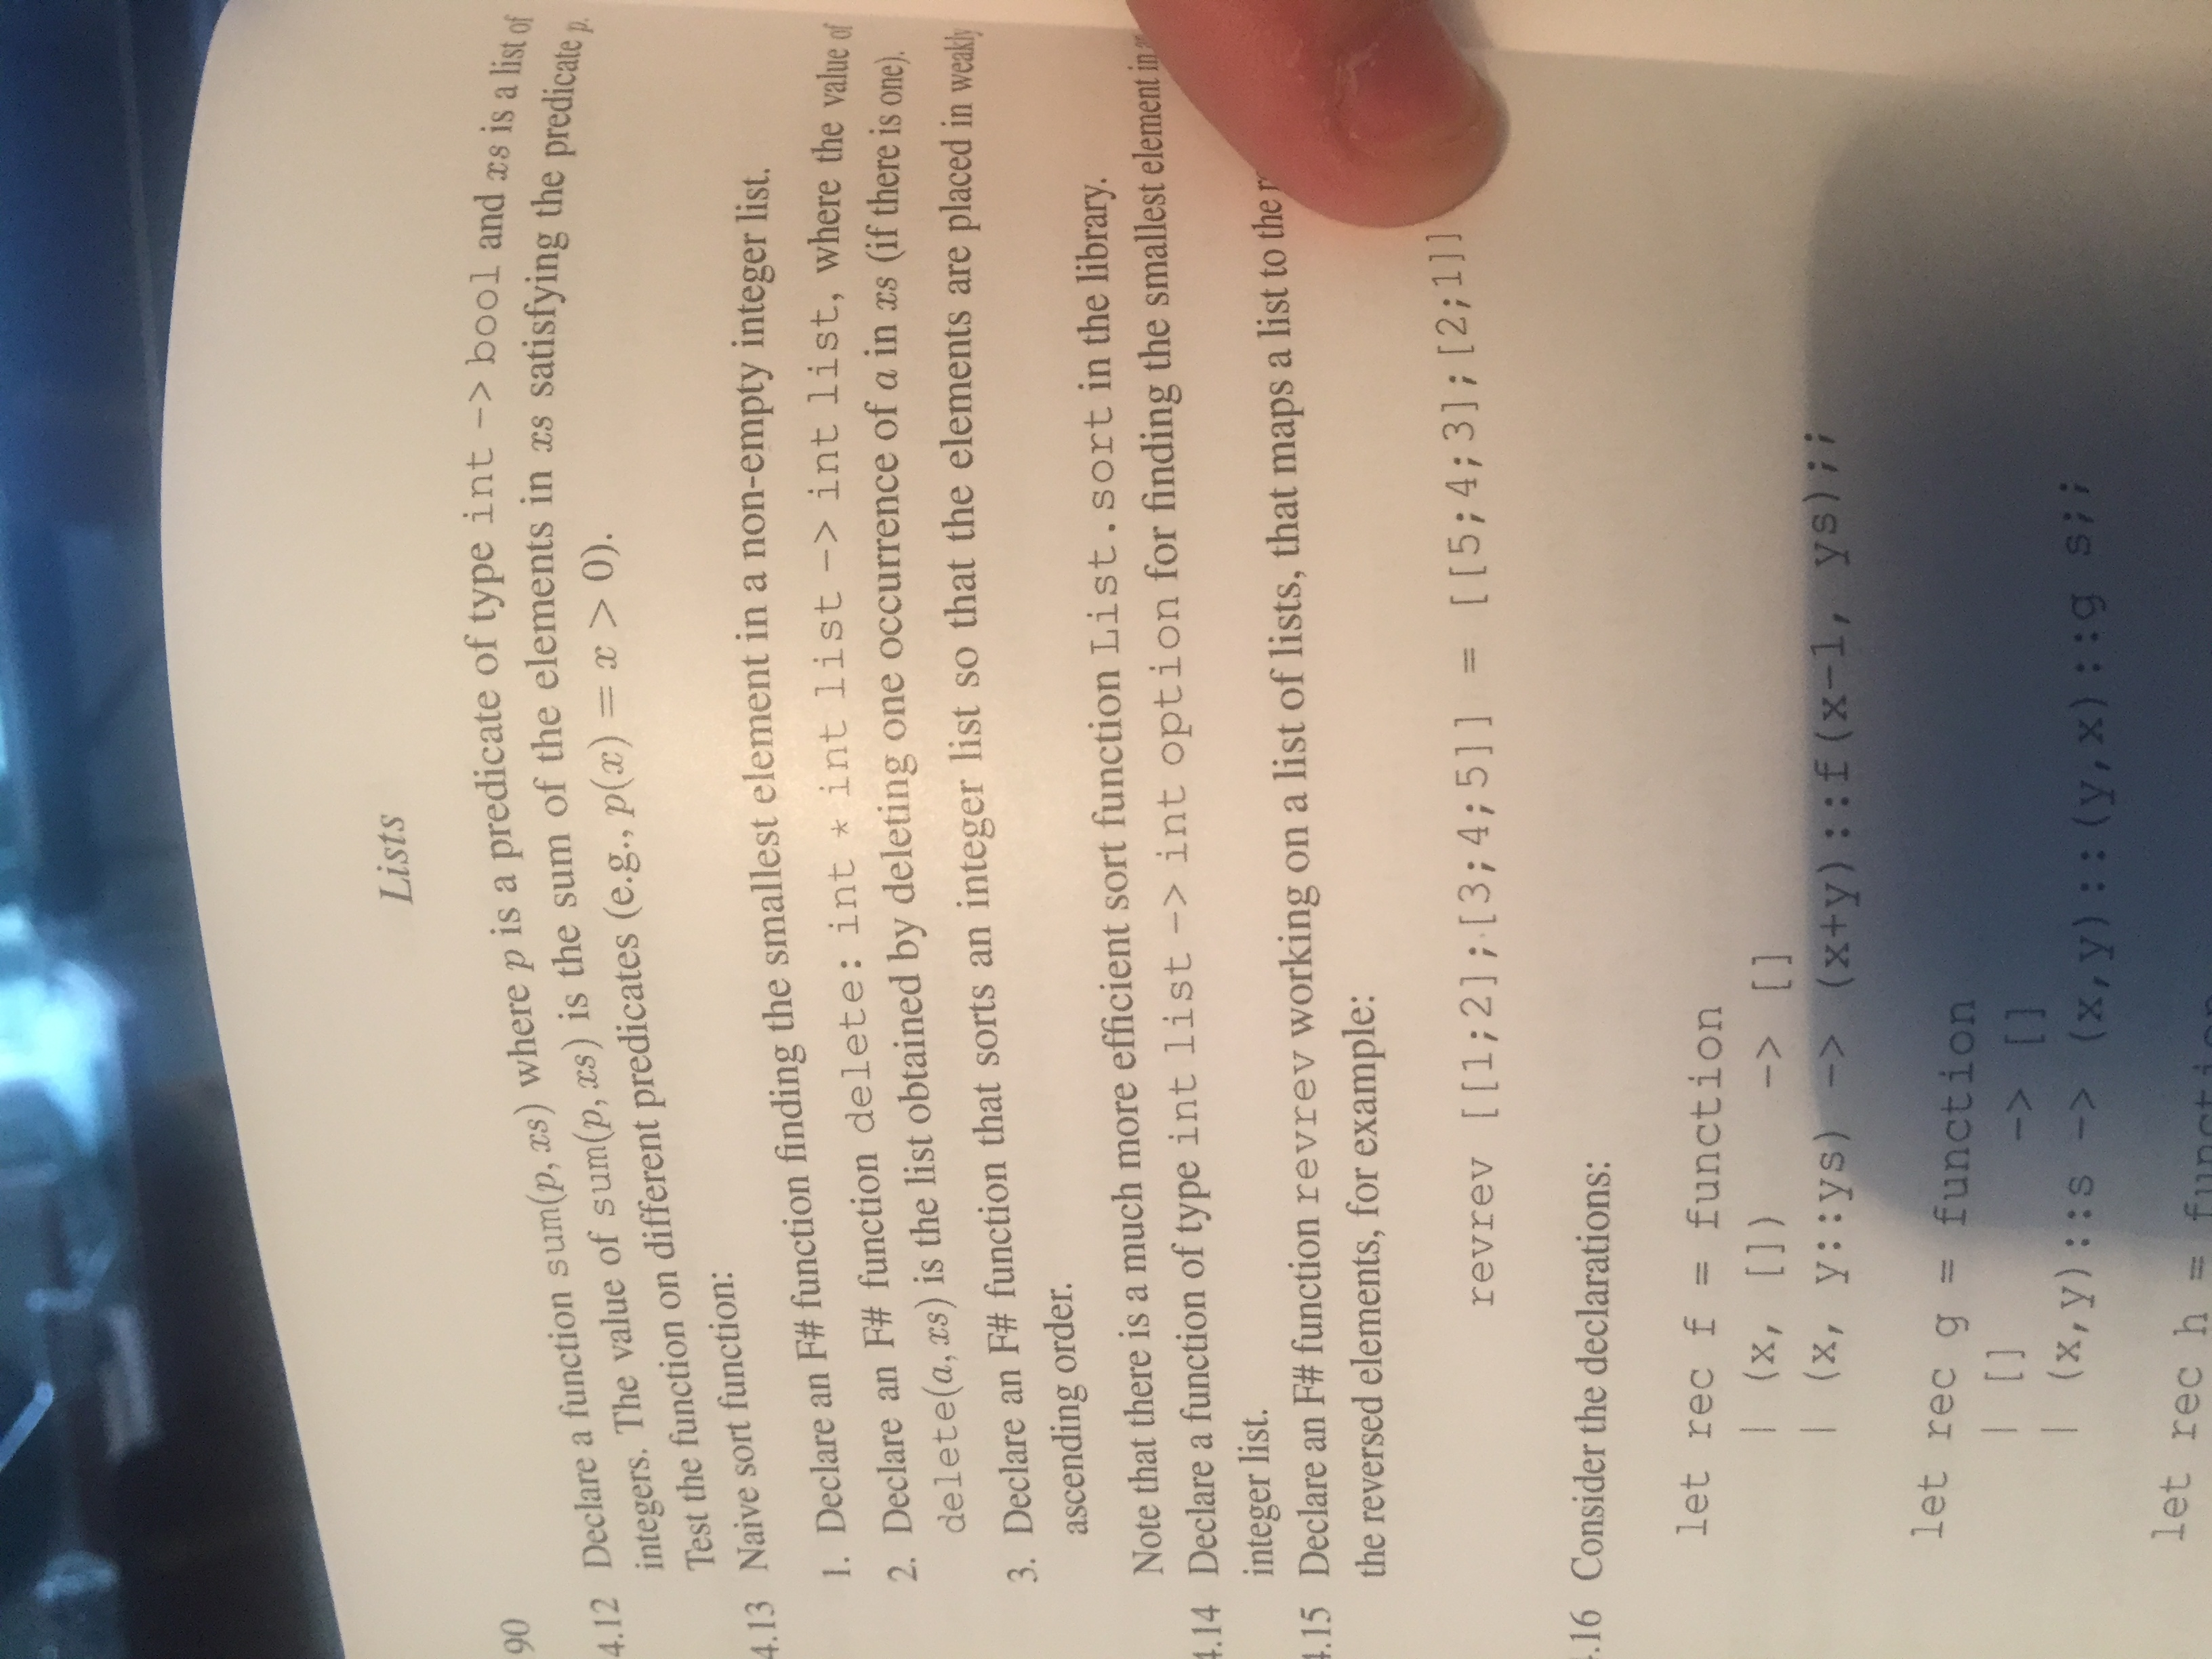 Lists
90
4.12 Declare a function sum(p, xs) where p is a predicate of type int -> bool and xs is a list of
integers. The value of sum(p, xs) is the sum of the elements in xs satisfying the predicate p.
Test the function on different predicates (e.g., p(x) = x > 0).
4.13 Naive sort function:
1. Declare an F# function finding the smallest element in a non-empty integer list.
2. Declare an F# function delete: int * int list -> int list, where the value of
delete(a, xs) is the list obtained by deleting one occurrence of a in xs (if there is one).
3. Declare an F# function that sorts an integer list so that the elements are placed in weakly
ascending order.
Note that there is a much more efficient sort function List.sort in the library.
4.14 Declare a function of type int list -> int option for finding the smallest element in
integer list.
4.15 Declare an F# function revrev working on a list of lists, that maps a list to the
the reversed elements, for example:
revrev [[1;2];[3;4;5]] = [[5;4;3];[2;1]]
.16 Consider the declarations:
let rec f = function
| (x, []) -> []
| (x, y::ys) -> (x+y)::f(x-1, ys);;
let rec g = function
| [] -> []
| (x,y)::s -> (x,y)::(y,x)::g s;;
let rec h = function